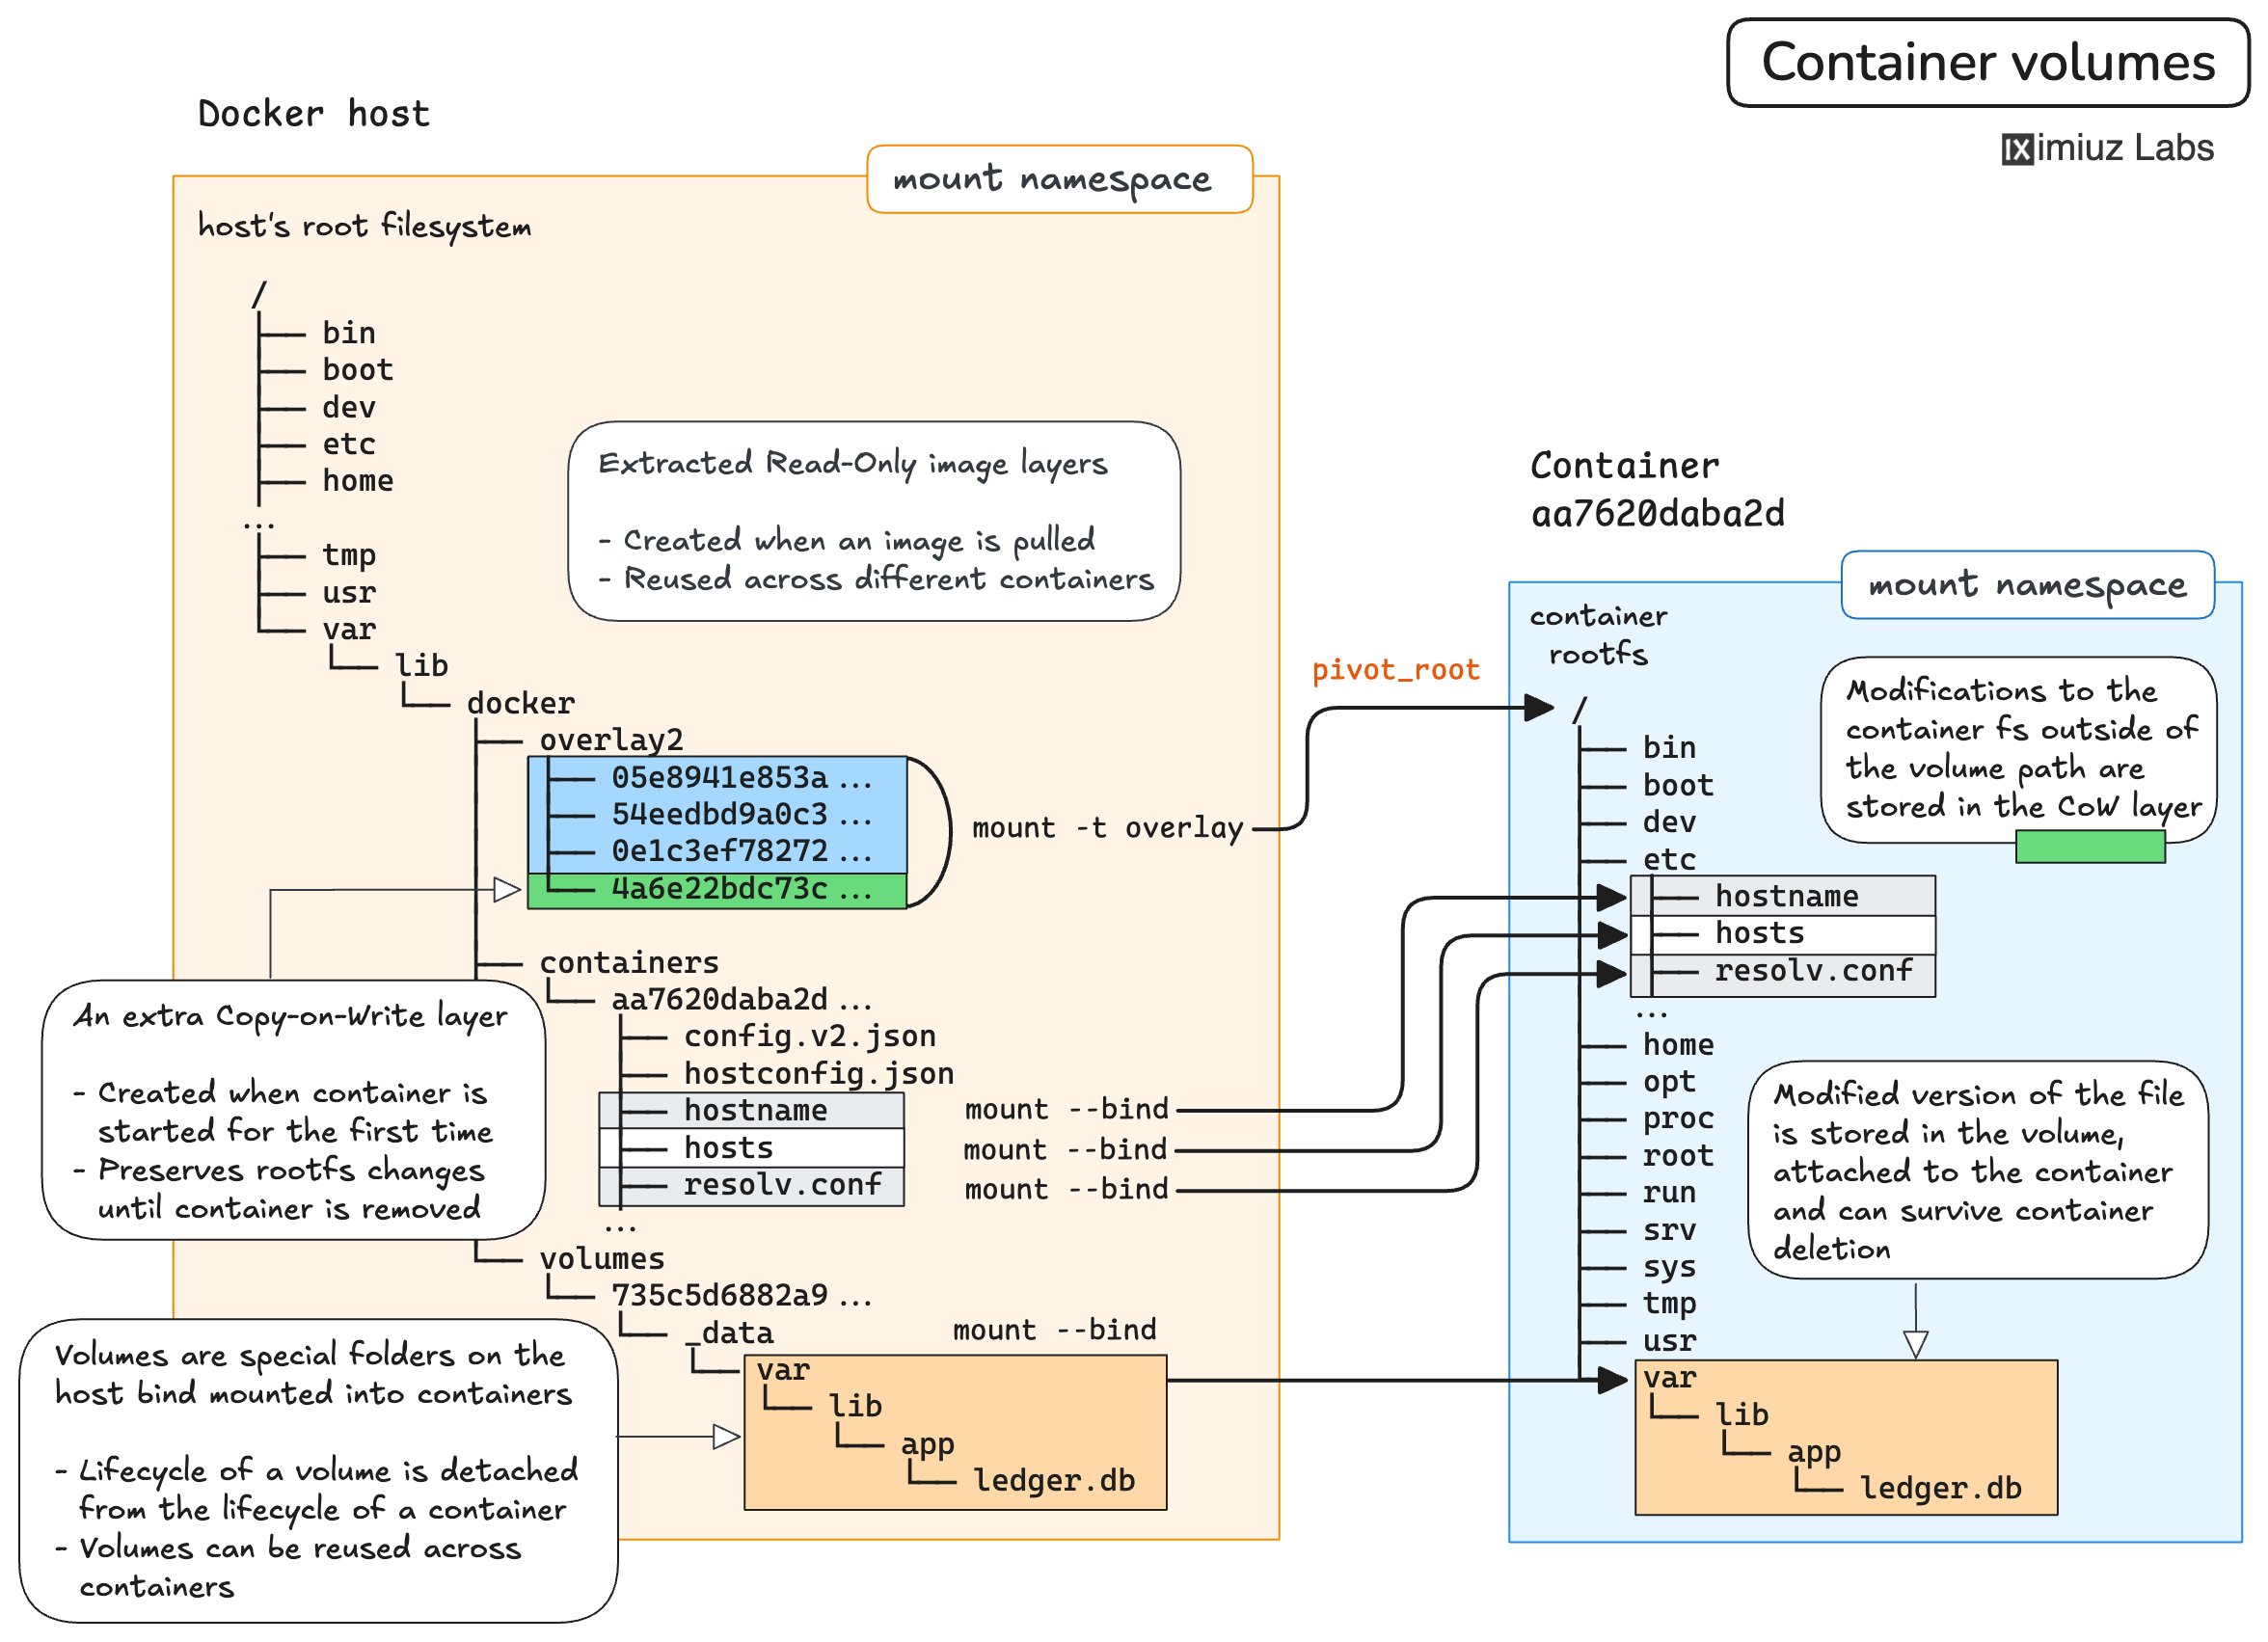 Container volumes
iximiuz Labs
Docker host
mount namespace
host's root filesystem
/
bin
boot
dev
etc
home
...
tmp
usr
var
lib
docker
overlay2
05e8941e853a ...
54eedbd9a0c3 ...
0e1c3ef78272 ...
4a6e22bdc73c ...
containers
aa7620daba2d ...
config.v2.json
hostconfig.json
hostname
hosts
resolv.conf
...
volumes
735c5d6882a9 ...
_data
var
lib
app
ledger.db
Extracted Read-Only image layers
- Created when an image is pulled
- Reused across different containers
An extra Copy-on-Write layer
- Created when container is
started for the first time
- Preserves rootfs changes
until container is removed
Volumes are special folders on the
host bind mounted into containers
- Lifecycle of a volume is detached
from the lifecycle of a container
- Volumes can be reused across
containers
mount -t overlay
pivot_root
mount --bind
mount --bind
mount --bind
mount --bind
Container
aa7620daba2d
mount namespace
container
rootfs
/
bin
boot
dev
etc
hostname
hosts
resolv.conf
...
home
opt
proc
root
run
srv
sys
tmp
usr
var
lib
app
ledger.db
Modifications to the
container fs outside of
the volume path are
stored in the CoW layer
Modified version of the file
is stored in the volume,
attached to the container
and can survive container
deletion